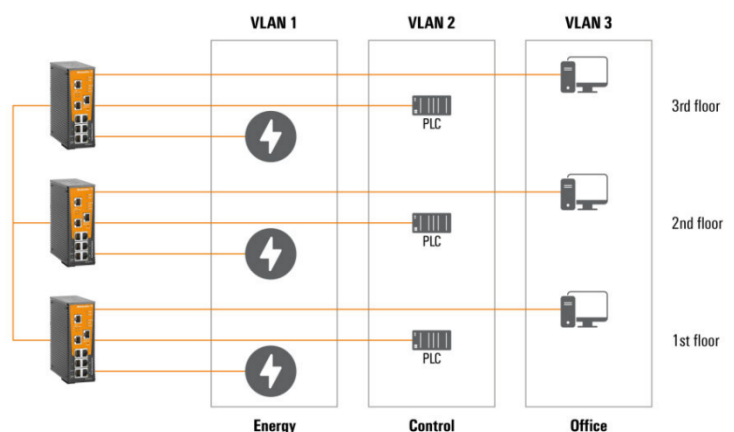 VLAN 1
VLAN 2
VLAN 3
PLC
3rd floor
PLC
2nd floor
PLC
1st floor
Energy
Control
Office